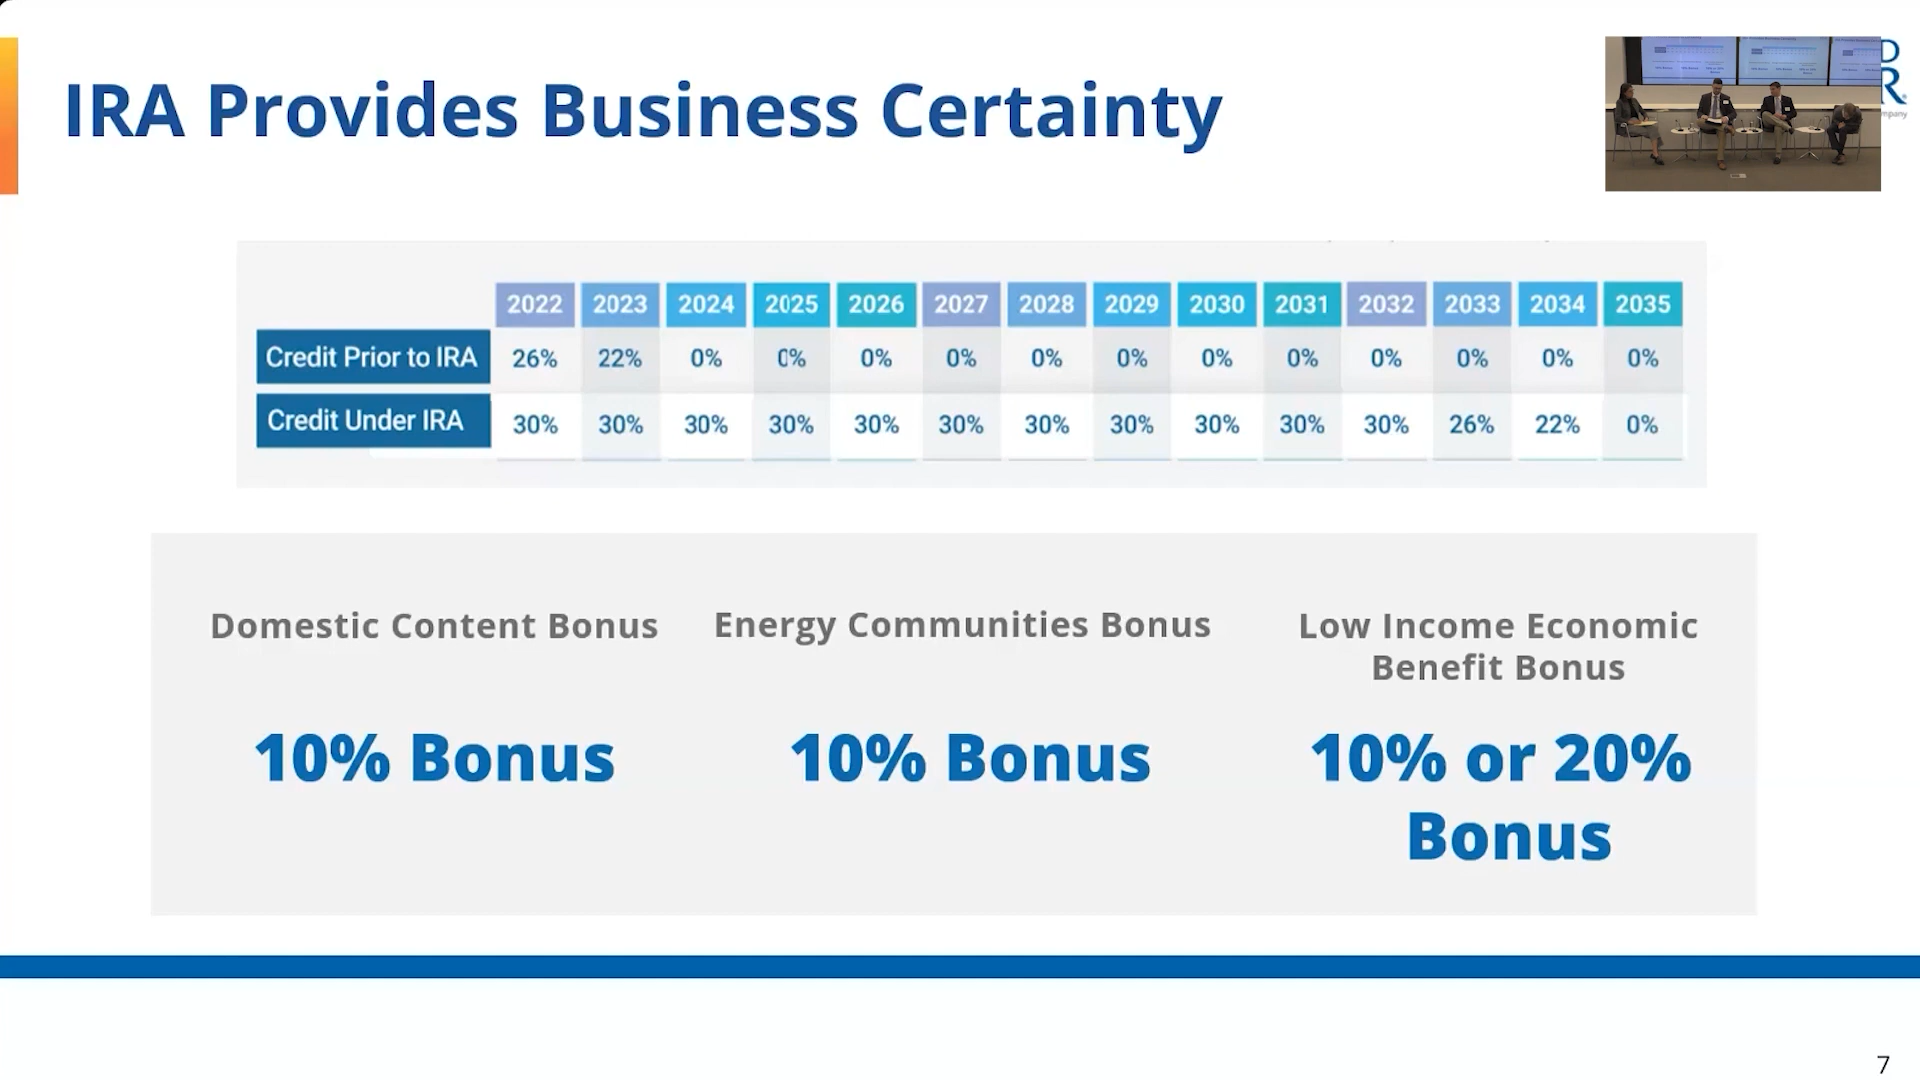 IRA Provides Business Certainty
D
R®
mpany
2022 2023 2024 2025 2026 2027 2028 2029 2030 2031 2032 2033 2034 2035
Credit Prior to IRA 26% 22% 0% 0% 0% 0% 0% 0% 0% 0% 0% 0% 0% 0%
Credit Under IRA 30% 30% 30% 30% 30% 30% 30% 30% 30% 30% 30% 26% 22% 0%
Domestic Content Bonus
10% Bonus
Energy Communities Bonus
10% Bonus
Low Income Economic
Benefit Bonus
10% or 20%
Bonus
7